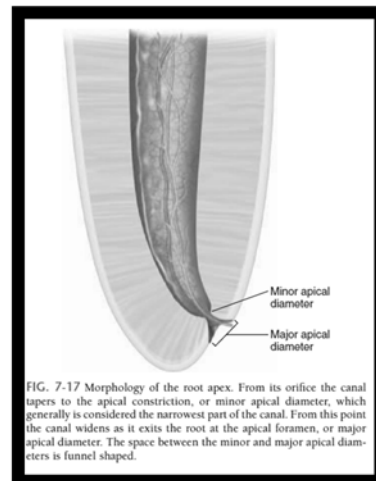 Minor apical
diameter
Major apical
diameter
FIG. 7-17 Morphology of the root apex. From its orifice the canal
tapers to the apical constriction, or minor apical diameter, which
generally is considered the narrowest part of the canal. From this point
the canal widens as it exits the root at the apical foramen, or major
apical diameter. The space between the minor and major apical diam-
eters is funnel shaped.